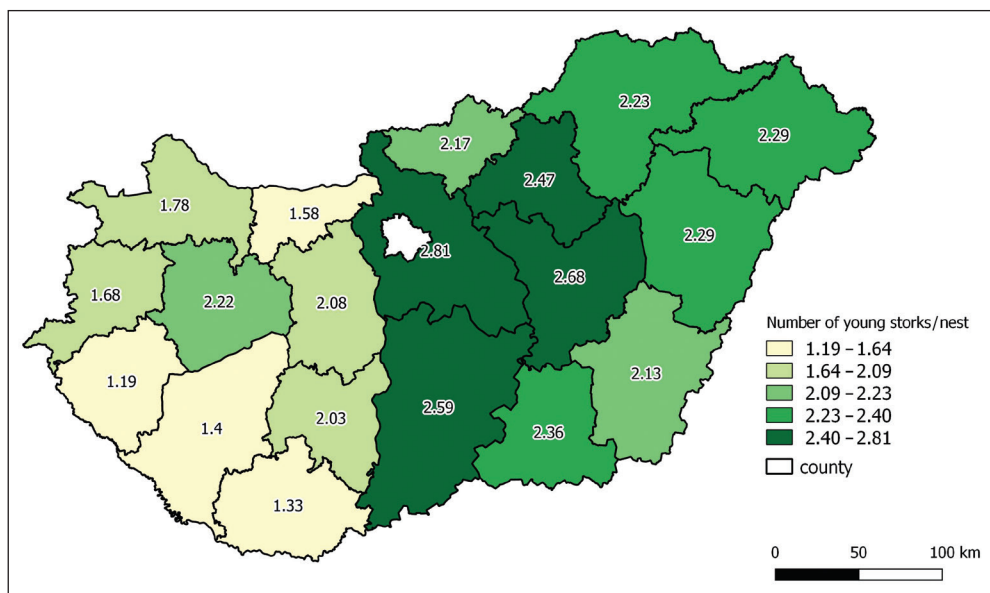 2.23
2.29
2.17
2.47
1.78
1.58
2.29
2.81
2.68
1.68
2.22
2.08
Number of young storks/nest
1.19 – 1.64
1.64 – 2.09
2.09 – 2.23
2.23 – 2.40
2.40 – 2.81
county
1.19
2.13
2.59
1.4
2.03
2.36
1.33
0 50 100 km